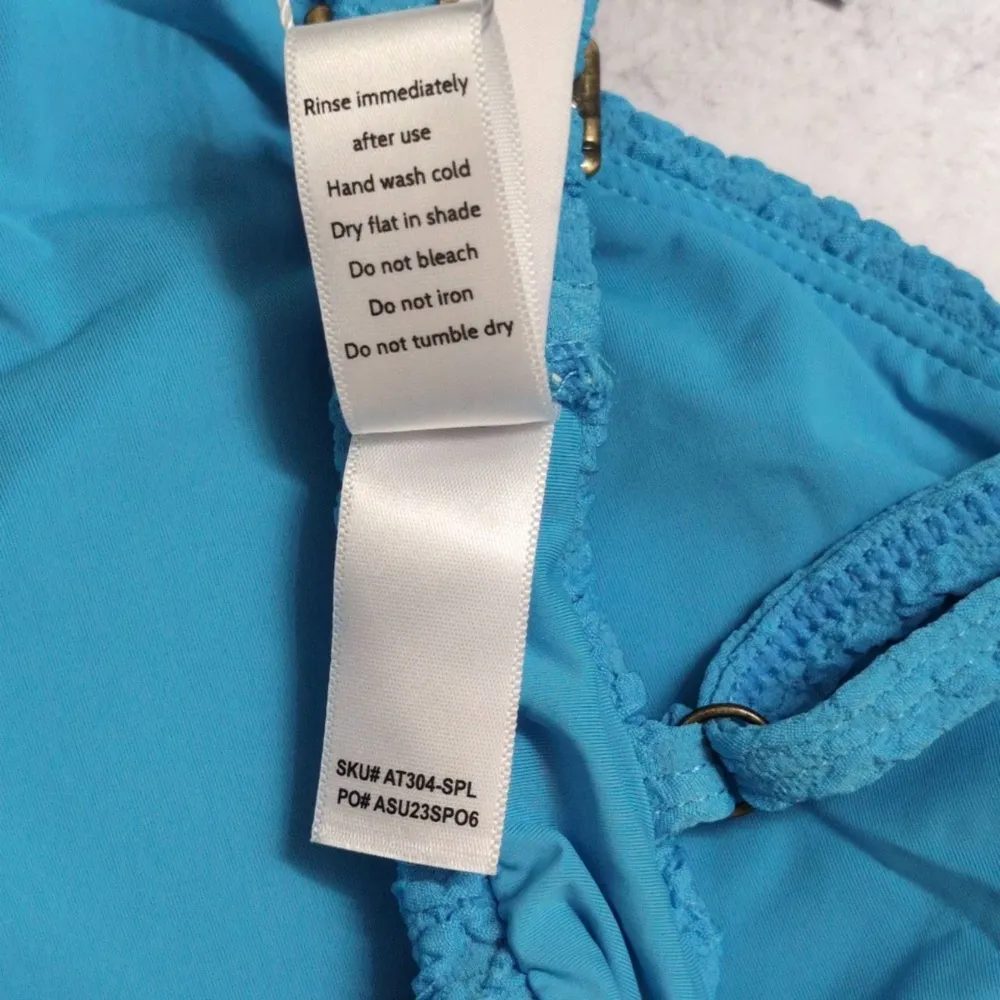 Rinse immediately
after use
Hand wash cold
Dry flat in shade
Do not bleach
Do not iron
Do not tumble dry
SKU# AT304-SPL
PO# ASU23SPO6